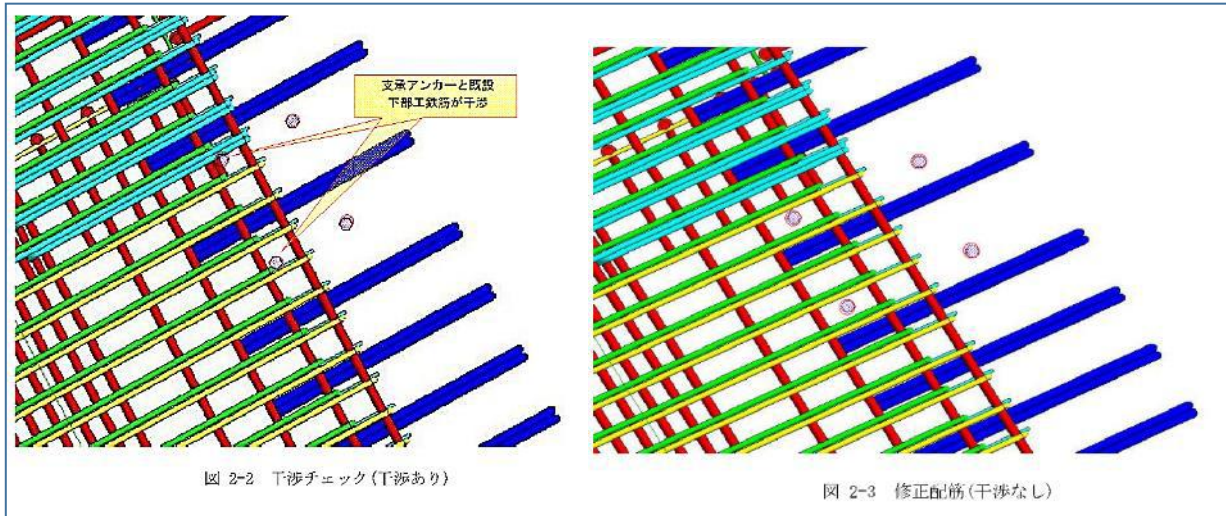 支承アンカーと既設
下部工鉄筋が干渉
図 2-2 干渉チェック(干渉あり)
図 2-3 修正配筋(干渉なし)